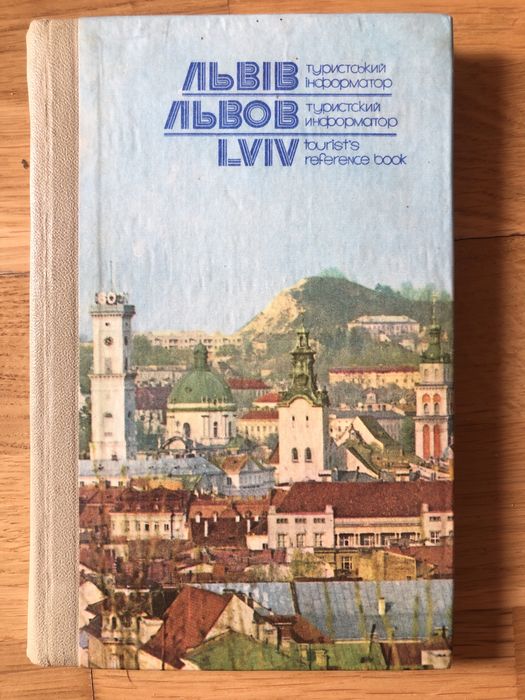 ЛЬВІВ туристський
інформатор
ЛЬВОВ туристский
информатор
LVIV tourist's
reference book